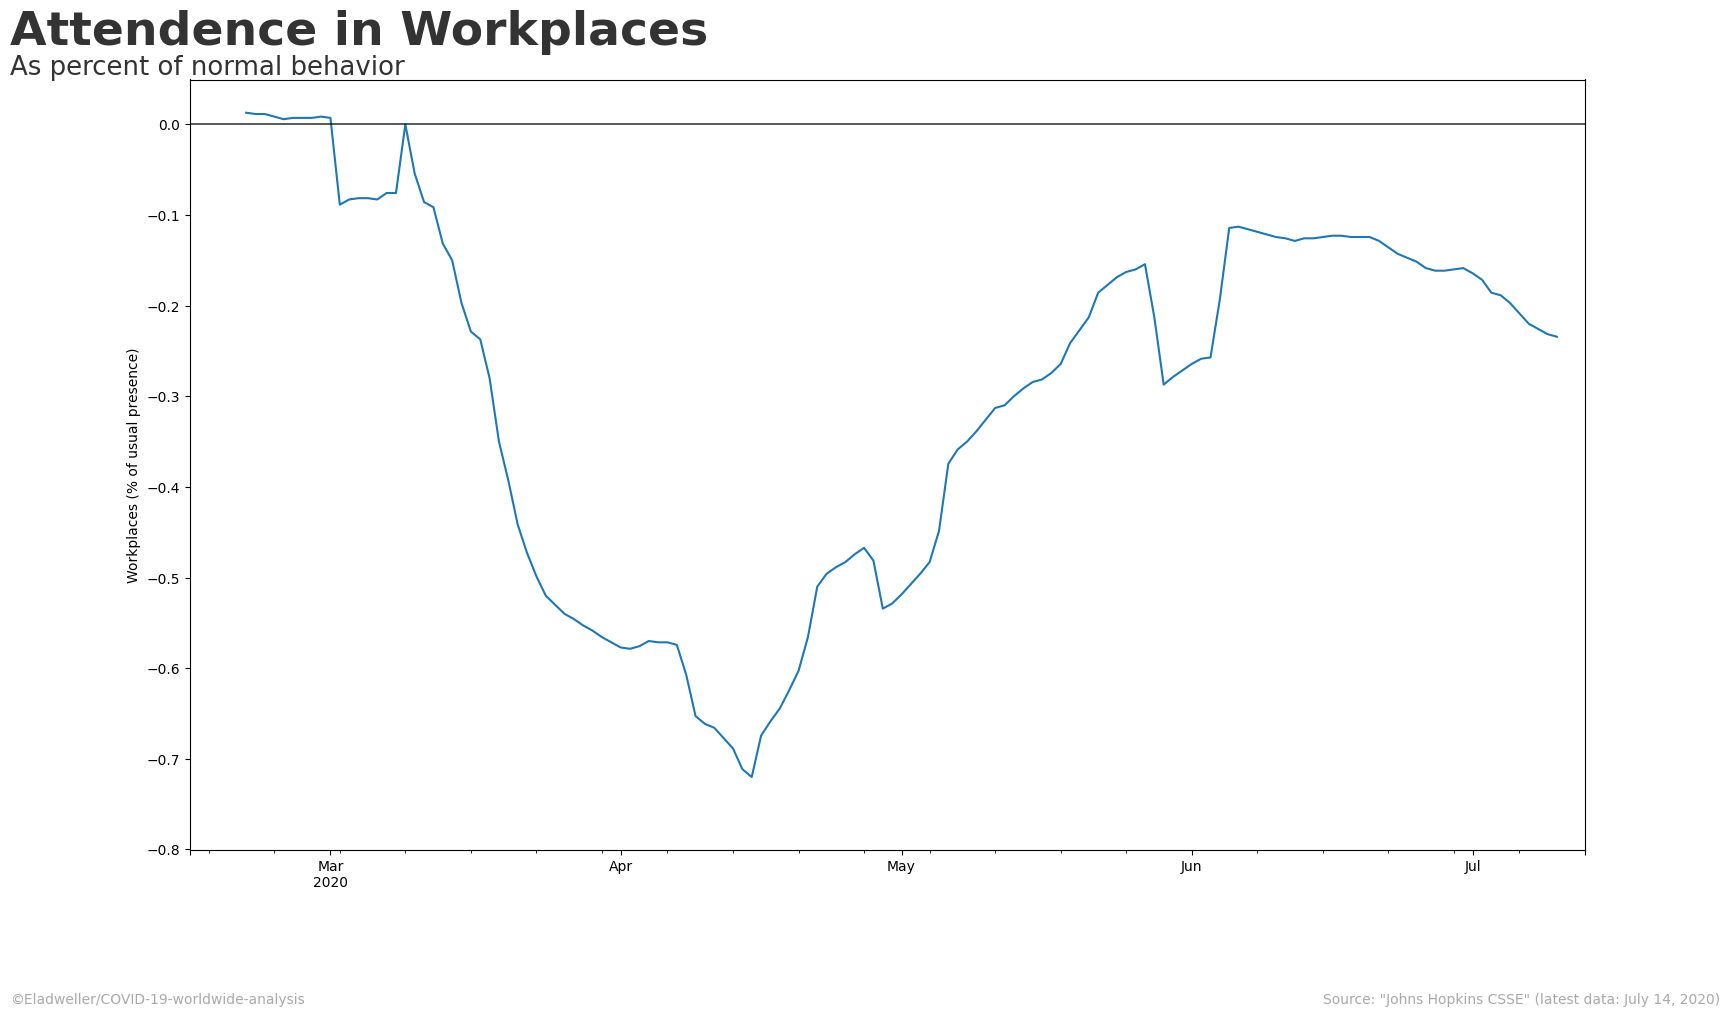 Attendence in Workplaces
As percent of normal behavior
0.0
−0.1
−0.2
−0.3
−0.4
−0.5
−0.6
−0.7
−0.8
Workplaces (% of usual presence)
Mar Apr May Jun Jul
2020
©Eladweller/COVID-19-worldwide-analysis Source: "Johns Hopkins CSSE" (latest data: July 14, 2020)